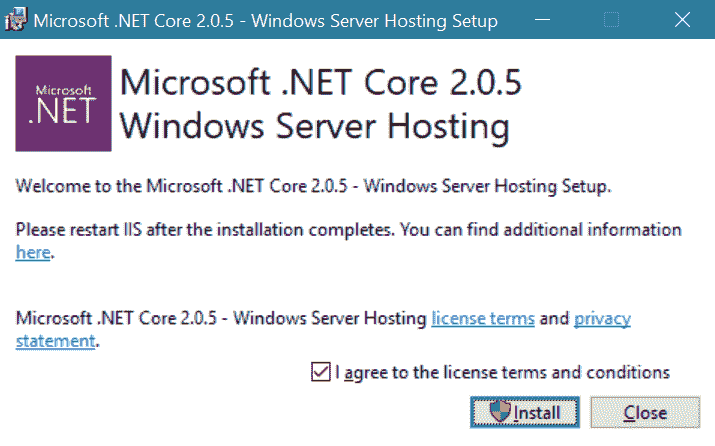 Microsoft .NET Core 2.0.5 - Windows Server Hosting Setup
Microsoft
.NET
Microsoft .NET Core 2.0.5
Windows Server Hosting
Welcome to the Microsoft .NET Core 2.0.5 - Windows Server Hosting Setup.
Please restart IIS after the installation completes. You can find additional information
here.
Microsoft .NET Core 2.0.5 - Windows Server Hosting license terms and privacy
statement.
I agree to the license terms and conditions
Install
Close